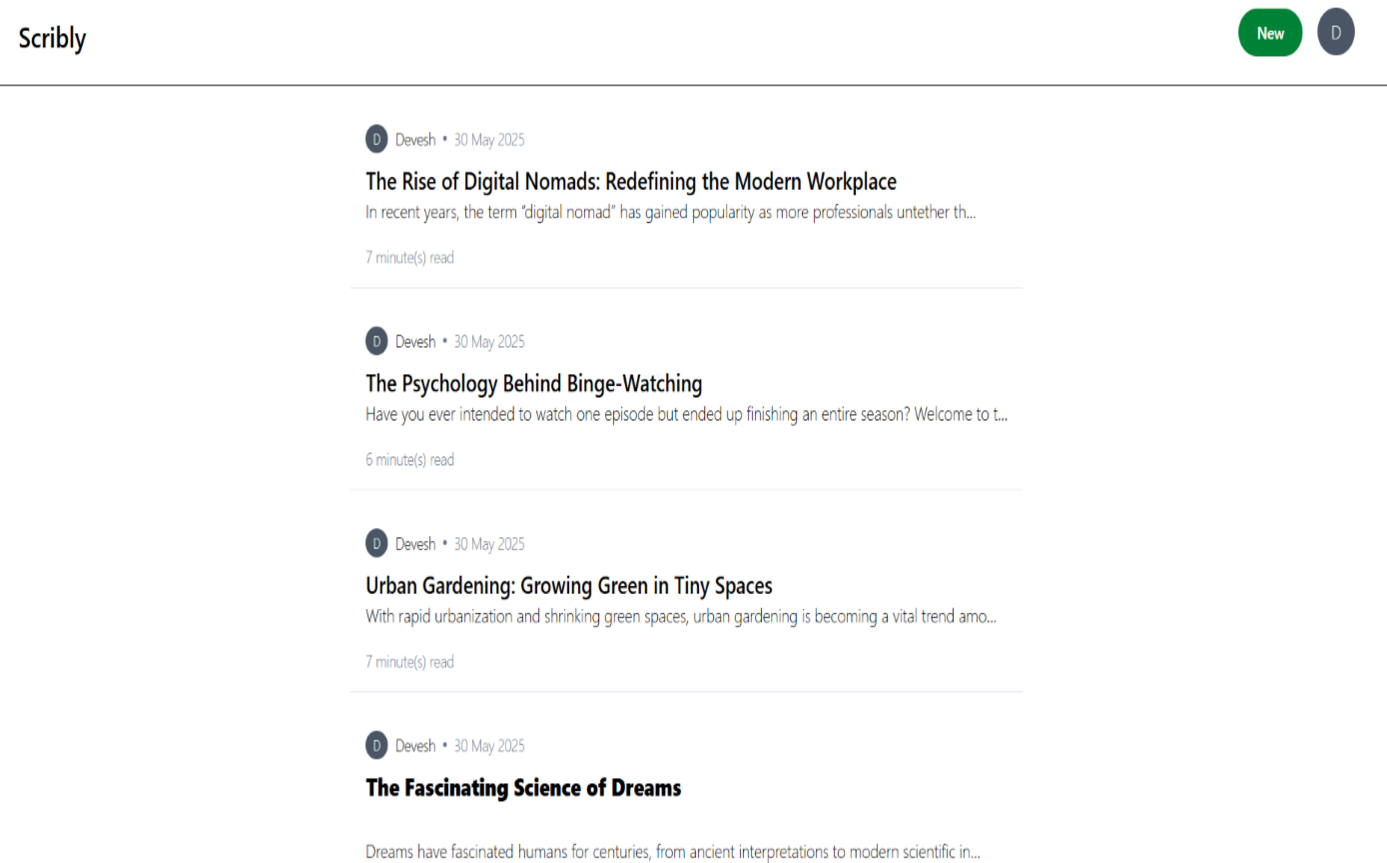 Scribly
New
D
D Devesh • 30 May 2025
The Rise of Digital Nomads: Redefining the Modern Workplace
In recent years, the term “digital nomad” has gained popularity as more professionals untether th...
7 minute(s) read
D Devesh • 30 May 2025
The Psychology Behind Binge-Watching
Have you ever intended to watch one episode but ended up finishing an entire season? Welcome to t...
6 minute(s) read
D Devesh • 30 May 2025
Urban Gardening: Growing Green in Tiny Spaces
With rapid urbanization and shrinking green spaces, urban gardening is becoming a vital trend amo...
7 minute(s) read
D Devesh • 30 May 2025
The Fascinating Science of Dreams
Dreams have fascinated humans for centuries, from ancient interpretations to modern scientific in...